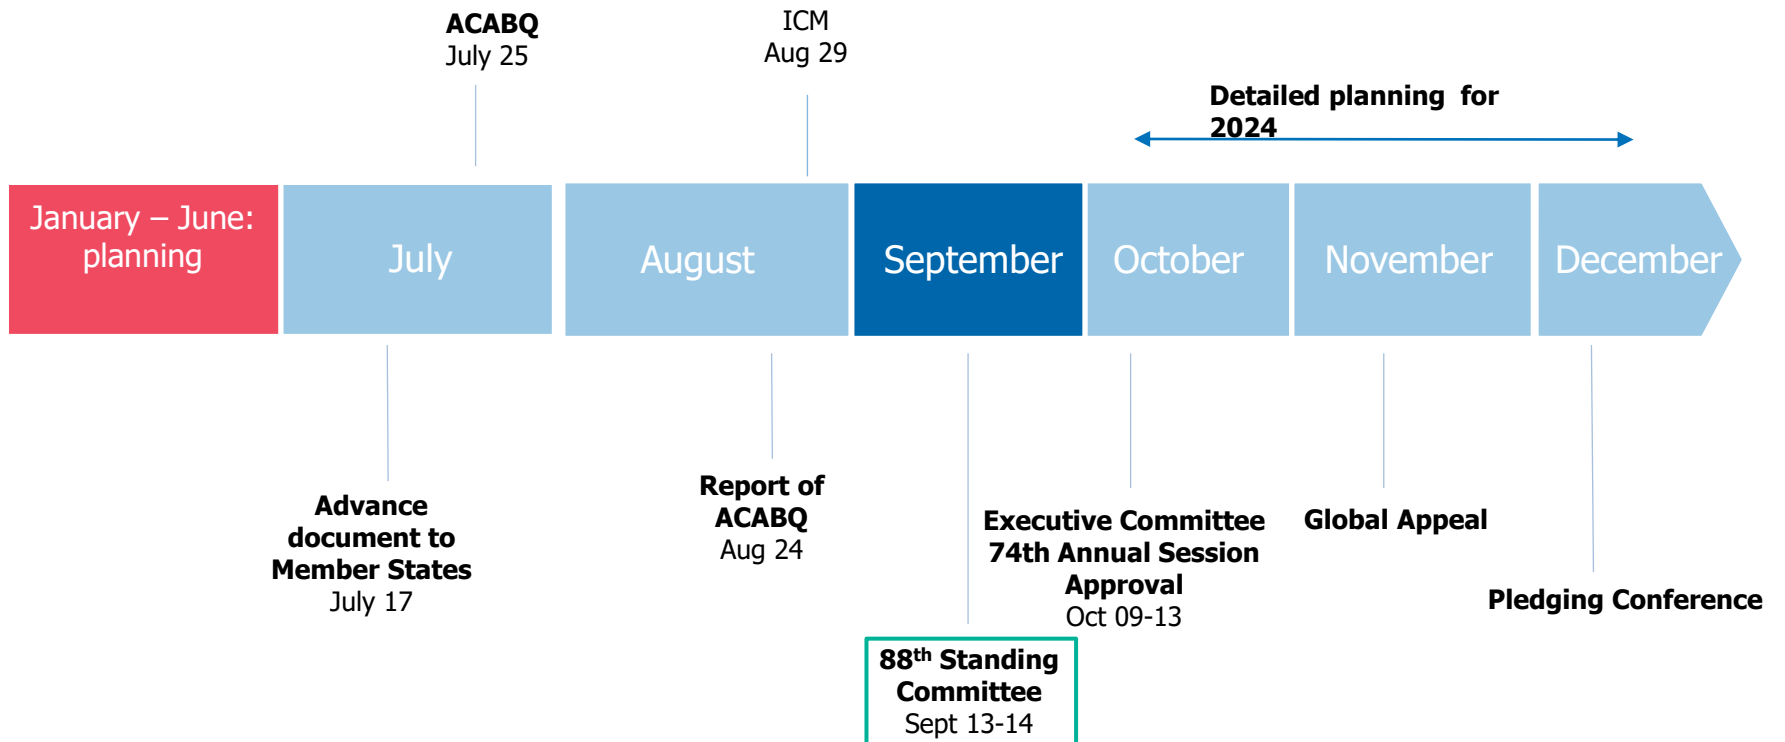 ACABQ
July 25
ICM
Aug 29
Detailed planning for
2024
January – June:
planning
July
August
September
October
November
December
Advance
document to
Member States
July 17
Report of
ACABQ
Aug 24
88th Standing
Committee
Sept 13-14
Executive Committee
74th Annual Session
Approval
Oct 09-13
Global Appeal
Pledging Conference